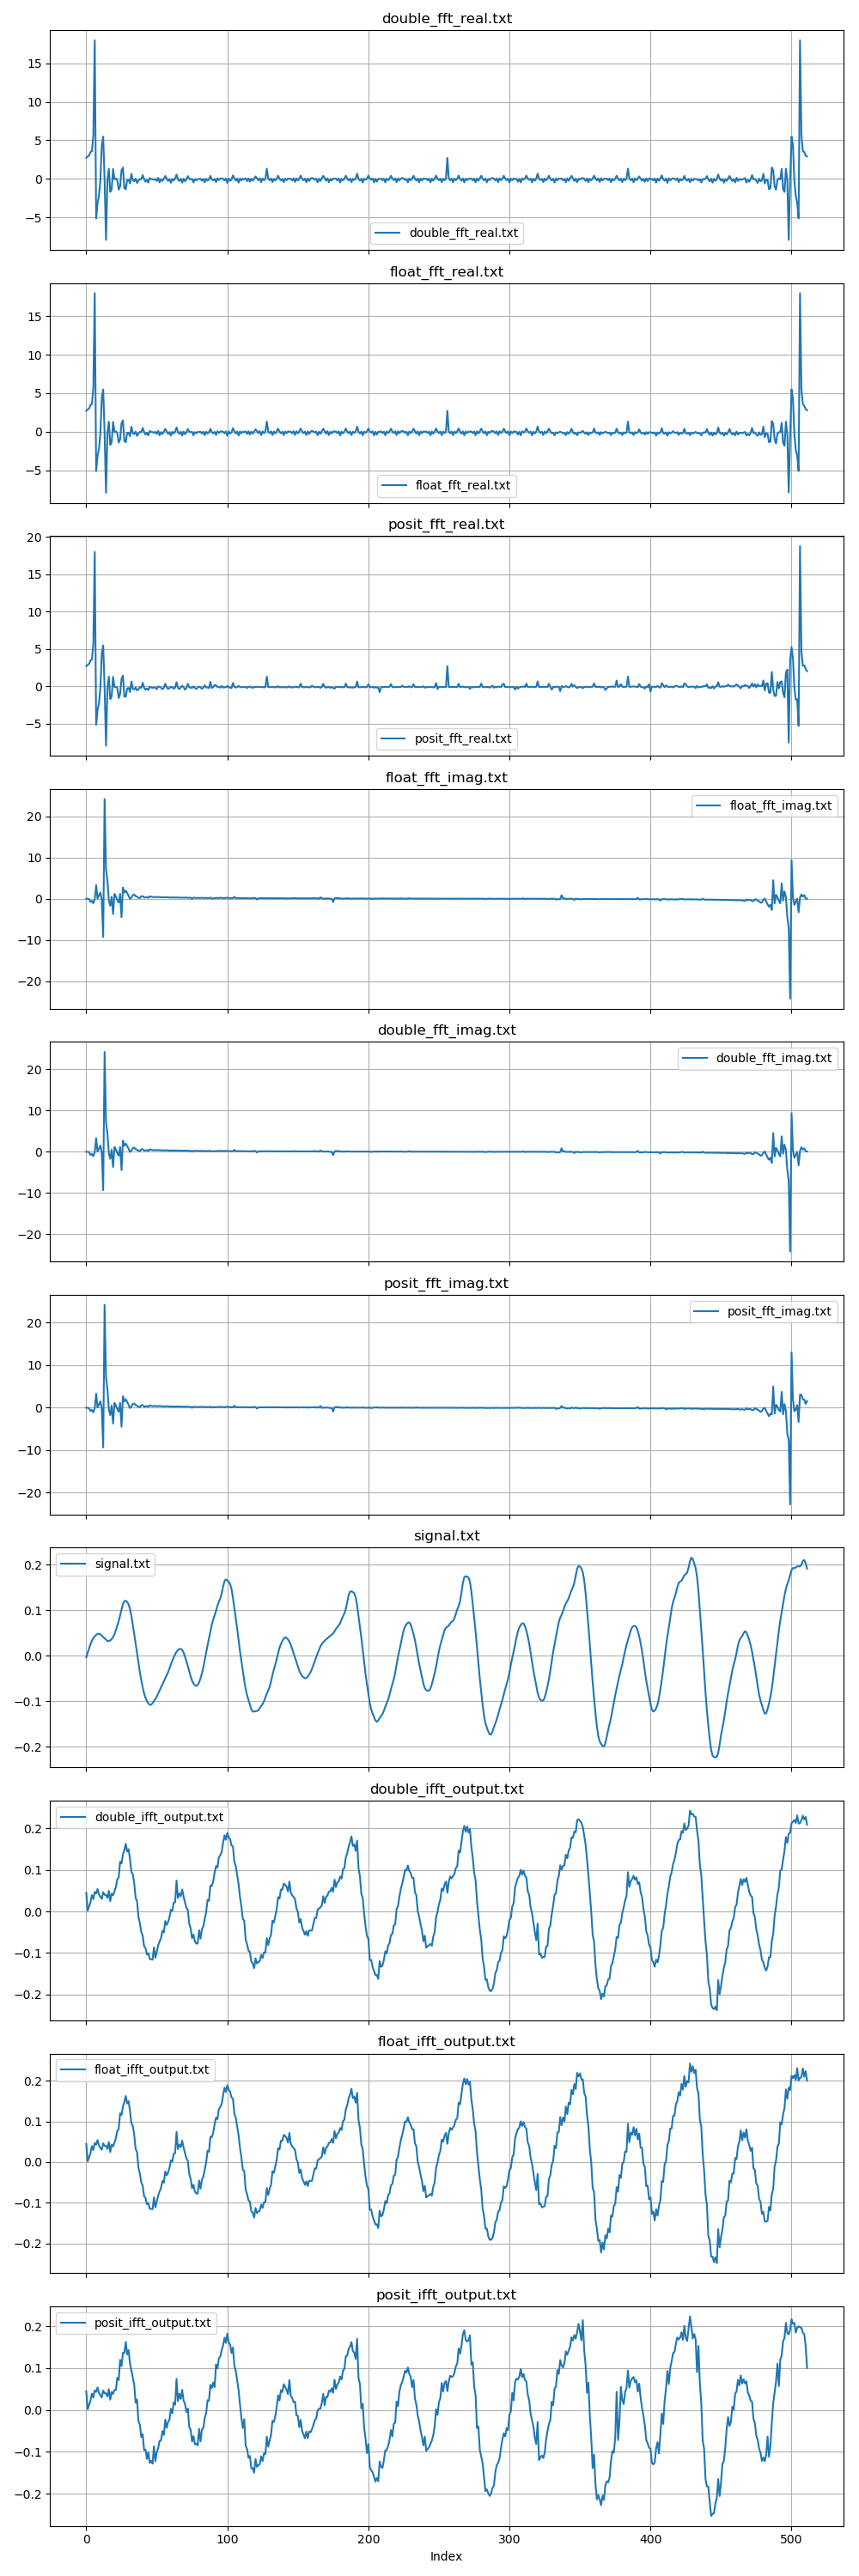 double_fft_real.txt
15
10
5
0
−5
double_fft_real.txt
float_fft_real.txt
15
10
5
0
−5
float_fft_real.txt
posit_fft_real.txt
20
15
10
5
0
−5
posit_fft_real.txt
float_fft_imag.txt
20
10
0
−10
−20
float_fft_imag.txt
double_fft_imag.txt
20
10
0
−10
−20
double_fft_imag.txt
posit_fft_imag.txt
20
10
0
−10
−20
posit_fft_imag.txt
signal.txt
0.2
0.1
0.0
−0.1
−0.2
signal.txt
double_ifft_output.txt
0.2
0.1
0.0
−0.1
−0.2
double_ifft_output.txt
float_ifft_output.txt
0.2
0.1
0.0
−0.1
−0.2
float_ifft_output.txt
posit_ifft_output.txt
0.2
0.1
0.0
−0.1
−0.2
posit_ifft_output.txt
0 100 200 300 400 500
Index